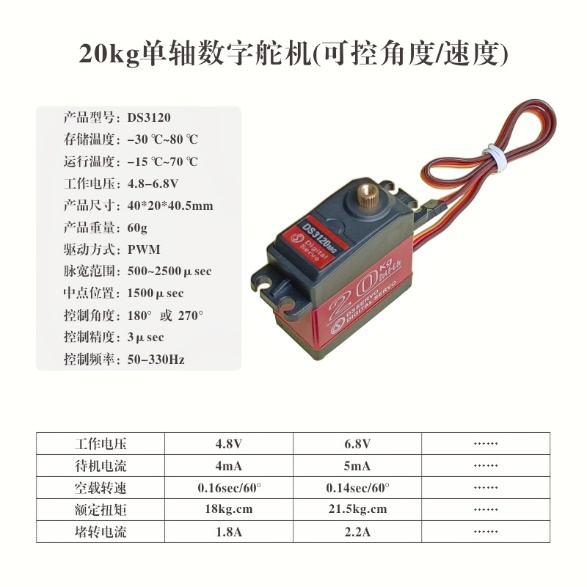 20kg单轴数字舵机(可控角度/速度)
产品型号: DS3120
存储温度: -30 ℃~80 ℃
运行温度: -15 ℃~70 ℃
工作电压: 4.8-6.8V
产品尺寸: 40*20*40.5mm
产品重量: 60g
驱动方式: PWM
脉宽范围: 500~2500μsec
中点位置: 1500μsec
控制角度: 180° 或 270°
控制精度: 3μsec
控制频率: 50-330Hz
DS3120MG
Digital
Servo
20KG
DSSERVO
DIGITAL SERVO
工作电压 4.8V 6.8V ……
待机电流 4mA 5mA ……
空载转速 0.16sec/60° 0.14sec/60° ……
额定扭矩 18kg.cm 21.5kg.cm ……
堵转电流 1.8A 2.2A ……